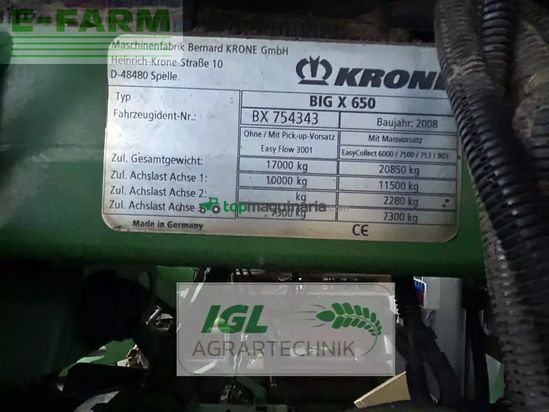 E-FARM
Maschinenfabrik Bernard KRONE GmbH
Heinrich-Krone-Straße 10
D-48480 Spelle
KRONE
Typ BIG X 650
Fahrzeugident-Nr.: BX 754343 Baujahr: 2008
Ohne / Mit Pick-up-Vorsatz Mit Maisvorsatz
Easy Flow 3001 EasyCollect 6000 / 7500 / 753 / 903
Zul. Gesamtgewicht: 17000 kg 20850 kg
Zul. Achslast Achse 1: 10000 kg 11500 kg
Zul. Achslast Achse 2: kg 2280 kg
Zul. Achslast Achse 7300 kg 7300 kg
topmaquinaria.com
Made in Germany CE
IGL
AGRARTECHNIK